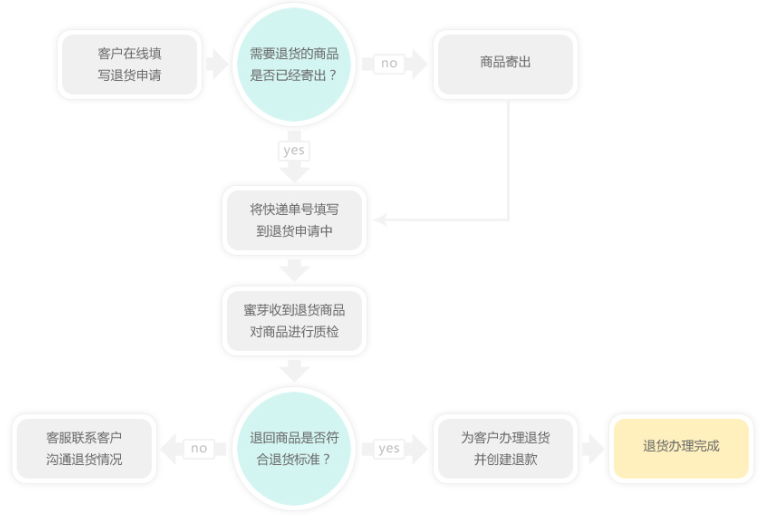 客户在线填
写退货申请
需要退货的商品
是否已经寄出？
no
商品寄出
yes
将快递单号填写
到退货申请中
蜜芽收到退货商品
对商品进行质检
客服联系客户
沟通退货情况
no
退回商品是否符
合退货标准？
yes
为客户办理退货
并创建退款
退货办理完成